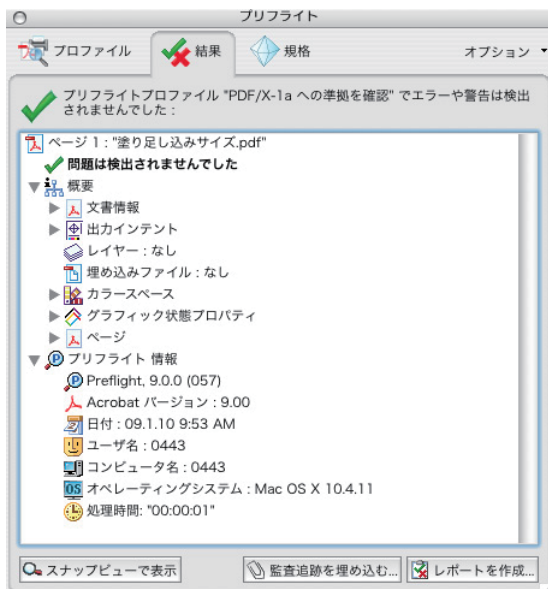 プリフライト
プロファイル
結果
規格
オプション
プリフライトプロファイル "PDF/X-1a への準拠を確認" でエラーや警告は検出
されませんでした :
ページ 1 : "塗り足し込みサイズ.pdf"
問題は検出されませんでした
概要
文書情報
出力インテント
レイヤー : なし
埋め込みファイル : なし
カラースペース
グラフィック状態プロパティ
ページ
プリフライト 情報
Preflight, 9.0.0 (057)
Acrobat バージョン : 9.00
日付 : 09.1.10 9:53 AM
ユーザ名 : 0443
コンピュータ名 : 0443
OS オペレーティングシステム : Mac OS X 10.4.11
処理時間: "00:00:01"
スナップビューで表示
監査追跡を埋め込む...
レポートを作成...